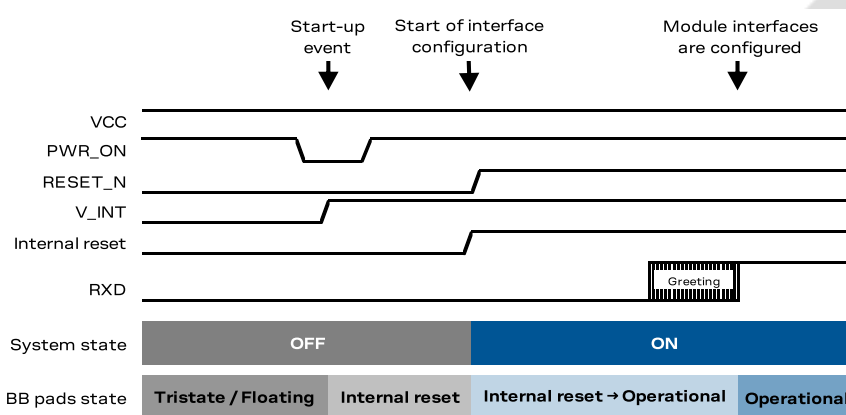 Start-up
event
Start of interface
configuration
Module interfaces
are configured
VCC
PWR_ON
RESET_N
V_INT
Internal reset
RXD
Greeting
System state
OFF
ON
BB pads state
Tristate / Floating
Internal reset
Internal reset → Operational
Operational